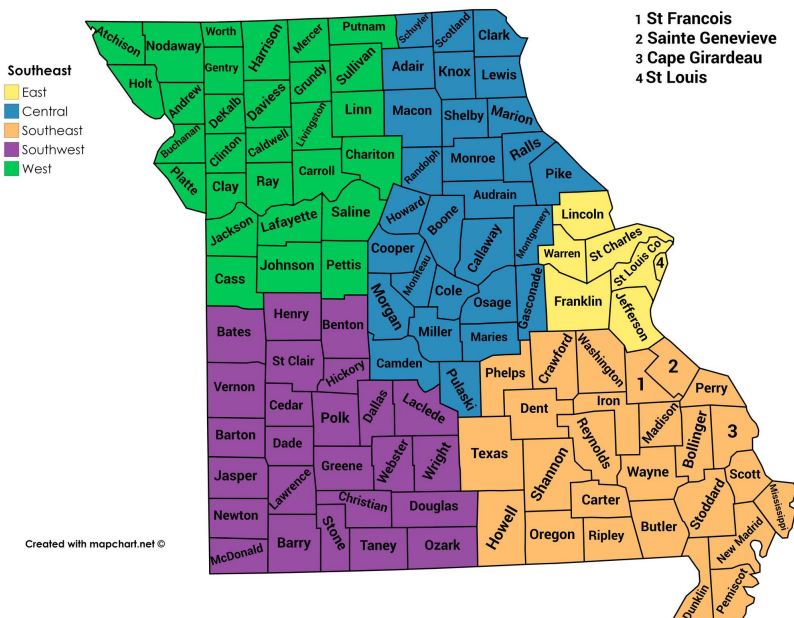 1 St Francois
2 Sainte Genevieve
3 Cape Girardeau
4 St Louis
Southeast
East
Central
Southeast
Southwest
West
Atchison
Nodaway
Worth
Harrison
Mercer
Putnam
Schuyler
Scotland
Clark
Gentry
Sullivan
Adair
Knox
Lewis
Holt
Andrew
DeKalb
Daviess
Grundy
Linn
Macon
Shelby
Marion
Buchanan
Clinton
Caldwell
Livingston
Chariton
Randolph
Monroe
Ralls
Pike
Platte
Clay
Ray
Carroll
Audrain
Howard
Boone
Callaway
Montgomery
Lincoln
Jackson
Lafayette
Saline
Cooper
Moniteau
Warren
St Charles
St Louis Co
4
Cass
Johnson
Pettis
Morgan
Cole
Osage
Gasconade
Franklin
Jefferson
Bates
Henry
Benton
Miller
Maries
Camden
Pulaski
Phelps
Crawford
Washington
1
2
Perry
Vernon
St Clair
Hickory
Cedar
Polk
Dallas
Laclede
Dent
Iron
Madison
Bollinger
3
Barton
Dade
Greene
Webster
Wright
Texas
Shannon
Reynolds
Wayne
Scott
Mississippi
Jasper
Lawrence
Christian
Douglas
Carter
Stoddard
Newton
McDonald
Barry
Stone
Taney
Ozark
Howell
Oregon
Ripley
Butler
New Madrid
Dunklin
Pemiscot
Created with mapchart.net ©